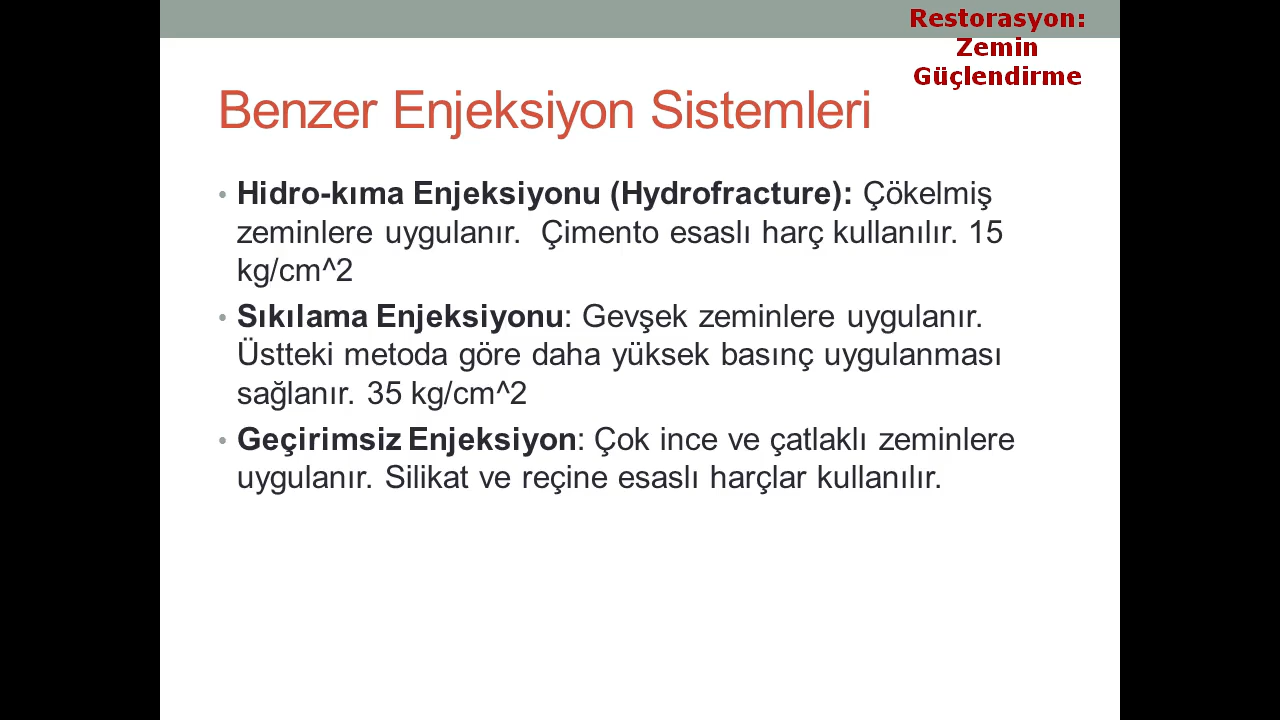 Restorasyon:
Zemin
Güçlendirme
Benzer Enjeksiyon Sistemleri
• Hidro-kıma Enjeksiyonu (Hydrofracture): Çökelmiş
zeminlere uygulanır.  Çimento esaslı harç kullanılır. 15
kg/cm^2
• Sıkılama Enjeksiyonu: Gevşek zeminlere uygulanır.
Üstteki metoda göre daha yüksek basınç uygulanması
sağlanır. 35 kg/cm^2
• Geçirimsiz Enjeksiyon: Çok ince ve çatlaklı zeminlere
uygulanır. Silikat ve reçine esaslı harçlar kullanılır.